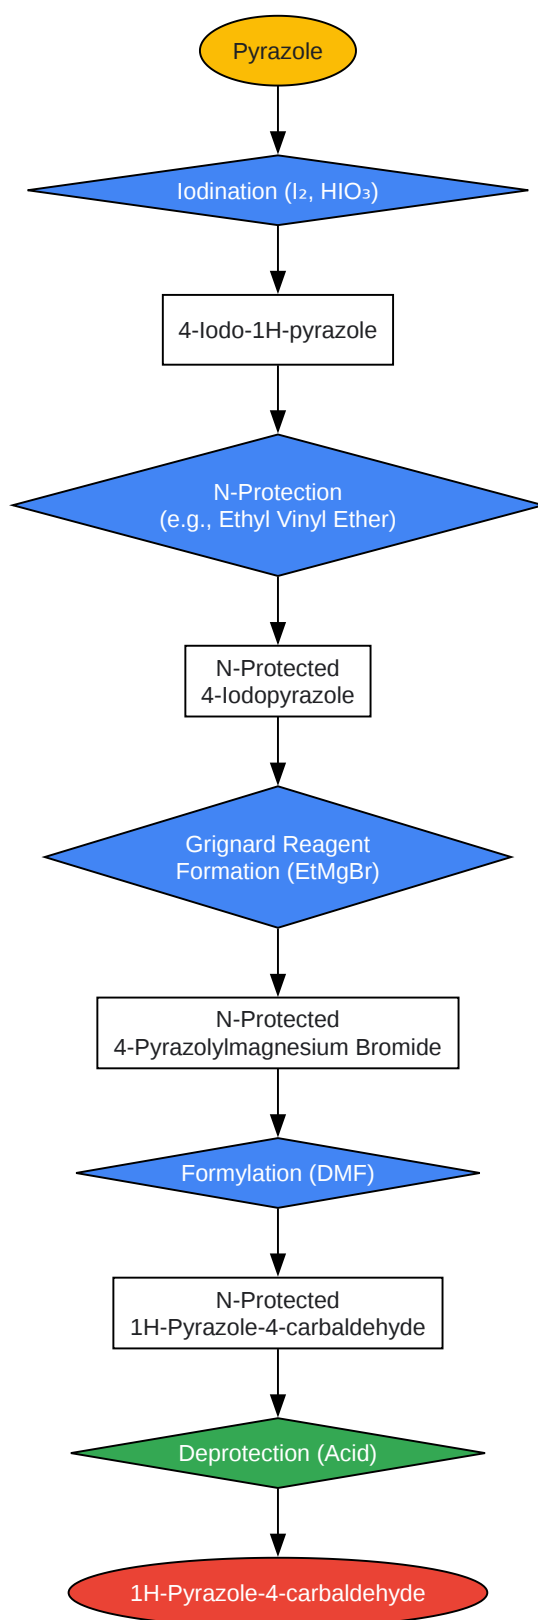 Pyrazole
Iodination (I₂, HIO₃)
4-Iodo-1H-pyrazole
N-Protection
(e.g., Ethyl Vinyl Ether)
N-Protected
4-Iodopyrazole
Grignard Reagent
Formation (EtMgBr)
N-Protected
4-Pyrazolylmagnesium Bromide
Formylation (DMF)
N-Protected
1H-Pyrazole-4-carbaldehyde
Deprotection (Acid)
1H-Pyrazole-4-carbaldehyde